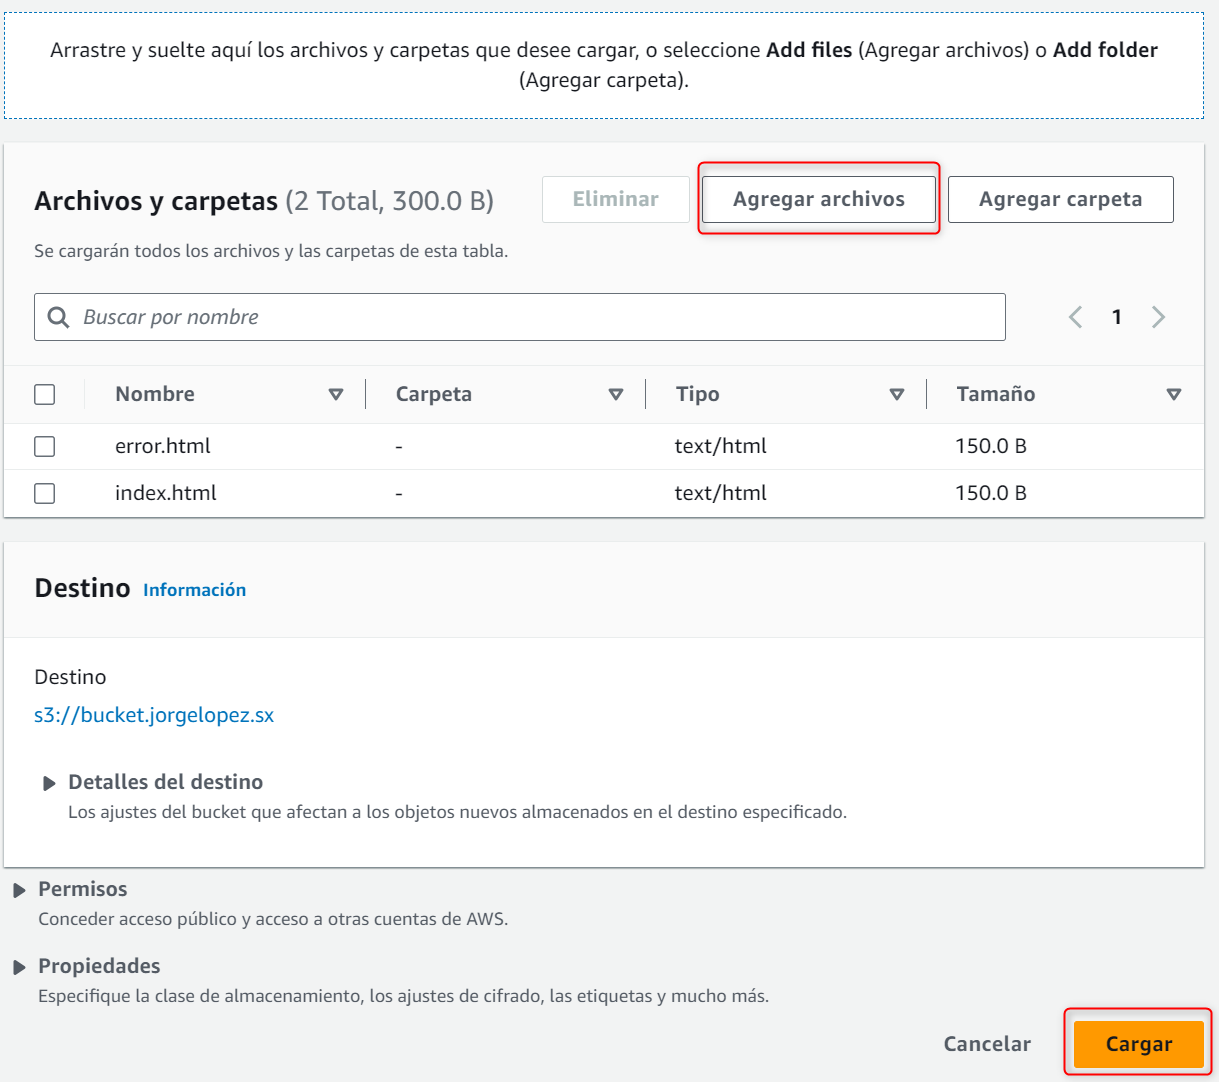 Arrastre y suelte aquí los archivos y carpetas que desee cargar, o seleccione Add files (Agregar archivos) o Add folder
(Agregar carpeta).
Archivos y carpetas (2 Total, 300.0 B)
Eliminar
Agregar archivos
Agregar carpeta
Se cargarán todos los archivos y las carpetas de esta tabla.
Buscar por nombre
1
Nombre Carpeta Tipo Tamaño
error.html - text/html 150.0 B
index.html - text/html 150.0 B
Destino Información
Destino
s3://bucket.jorgelopez.sx
Detalles del destino
Los ajustes del bucket que afectan a los objetos nuevos almacenados en el destino especificado.
Permisos
Conceder acceso público y acceso a otras cuentas de AWS.
Propiedades
Especifique la clase de almacenamiento, los ajustes de cifrado, las etiquetas y mucho más.
Cancelar
Cargar